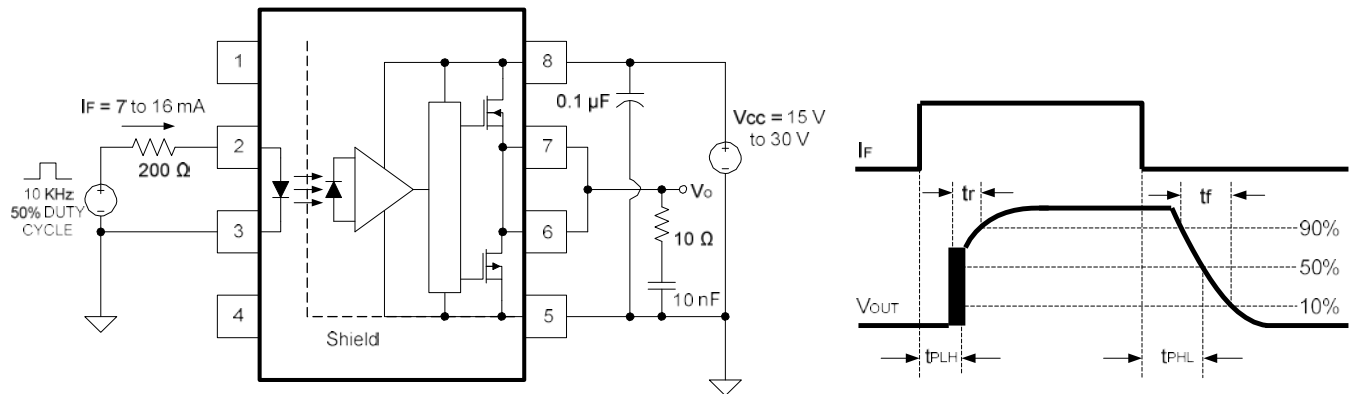 1
8
IF = 7 to 16 mA
0.1 µF
Vcc = 15 V
to 30 V
2
7
200 Ω
10 KHz
50% DUTY
CYCLE
Vo
3
6
10 Ω
10 nF
4
5
Shield
IF
tr
tf
90%
50%
10%
VOUT
tPLH
tPHL